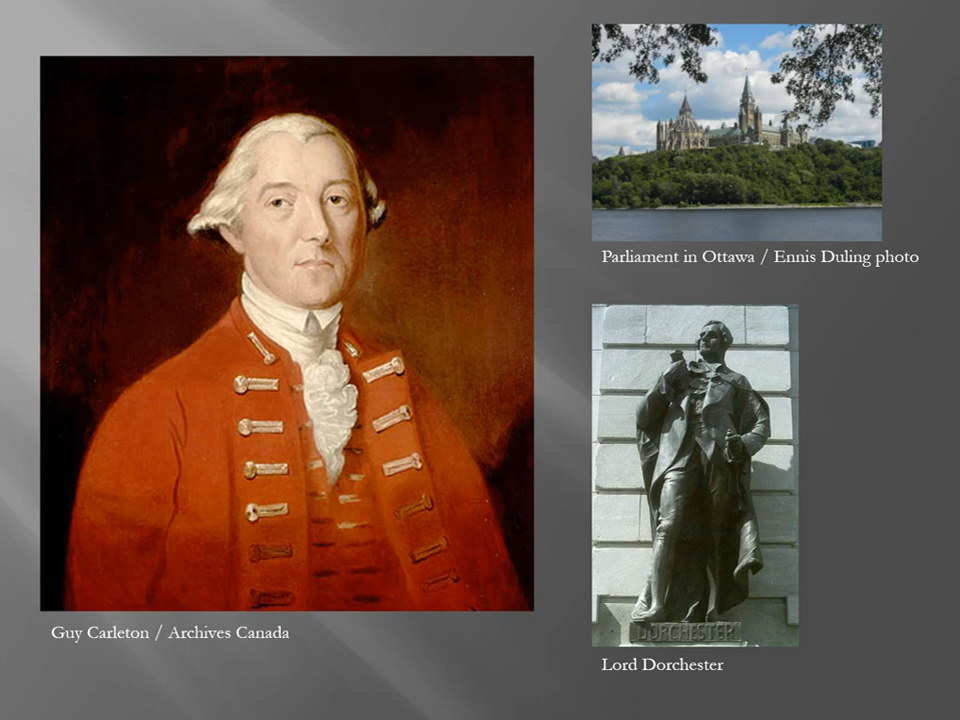 Parliament in Ottawa / Ennis Duling photo
Guy Carleton / Archives Canada
DORCHESTER
Lord Dorchester